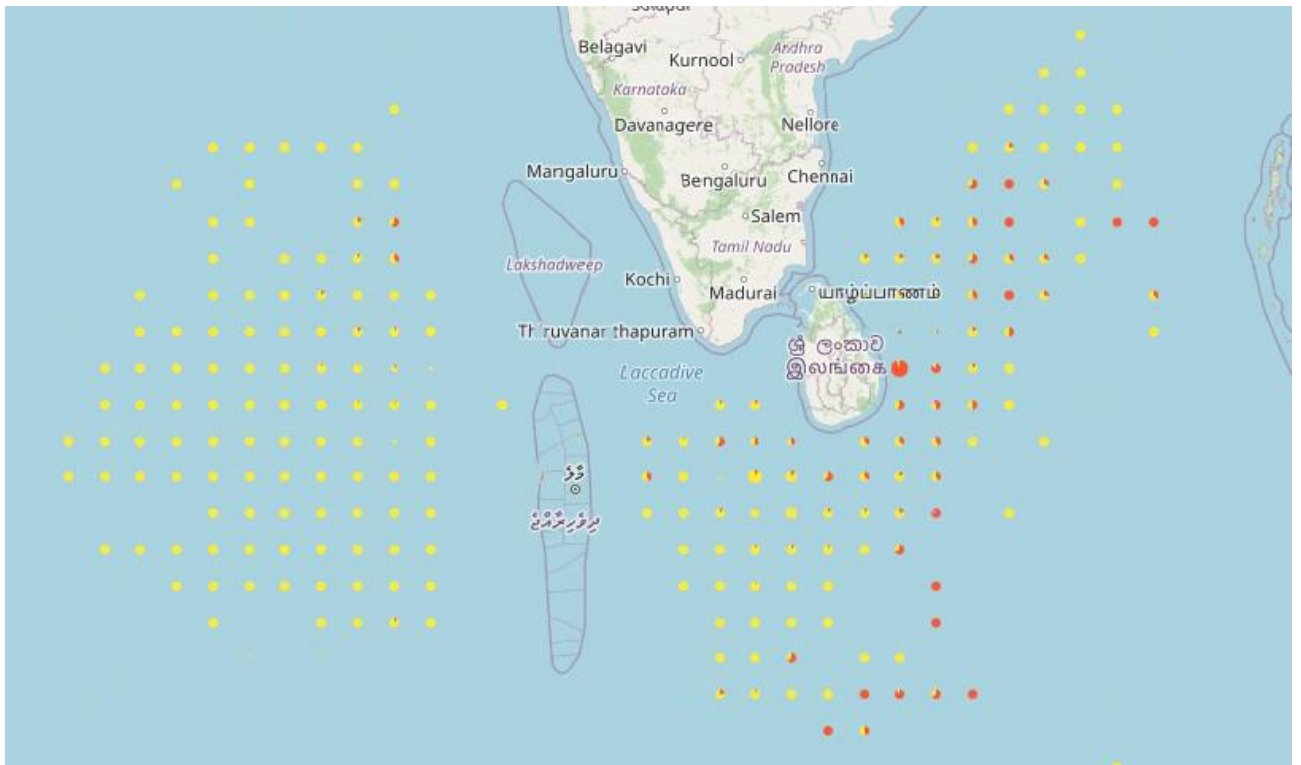 Solapur
Belagavi
Kurnool
Andhra
Pradesh
Karnataka
Davanagere
Nellore
Mangaluru
Bengaluru
Chennai
Salem
Lakshadweep
Tamil Nadu
Kochi
Madurai
யாழ்ப்பாணம்
Thiruvananthapuram
ශ්‍රී ලංකාව
இலங்கை
Laccadive
Sea
މާލެ
ދިވެހިރާއްޖެ